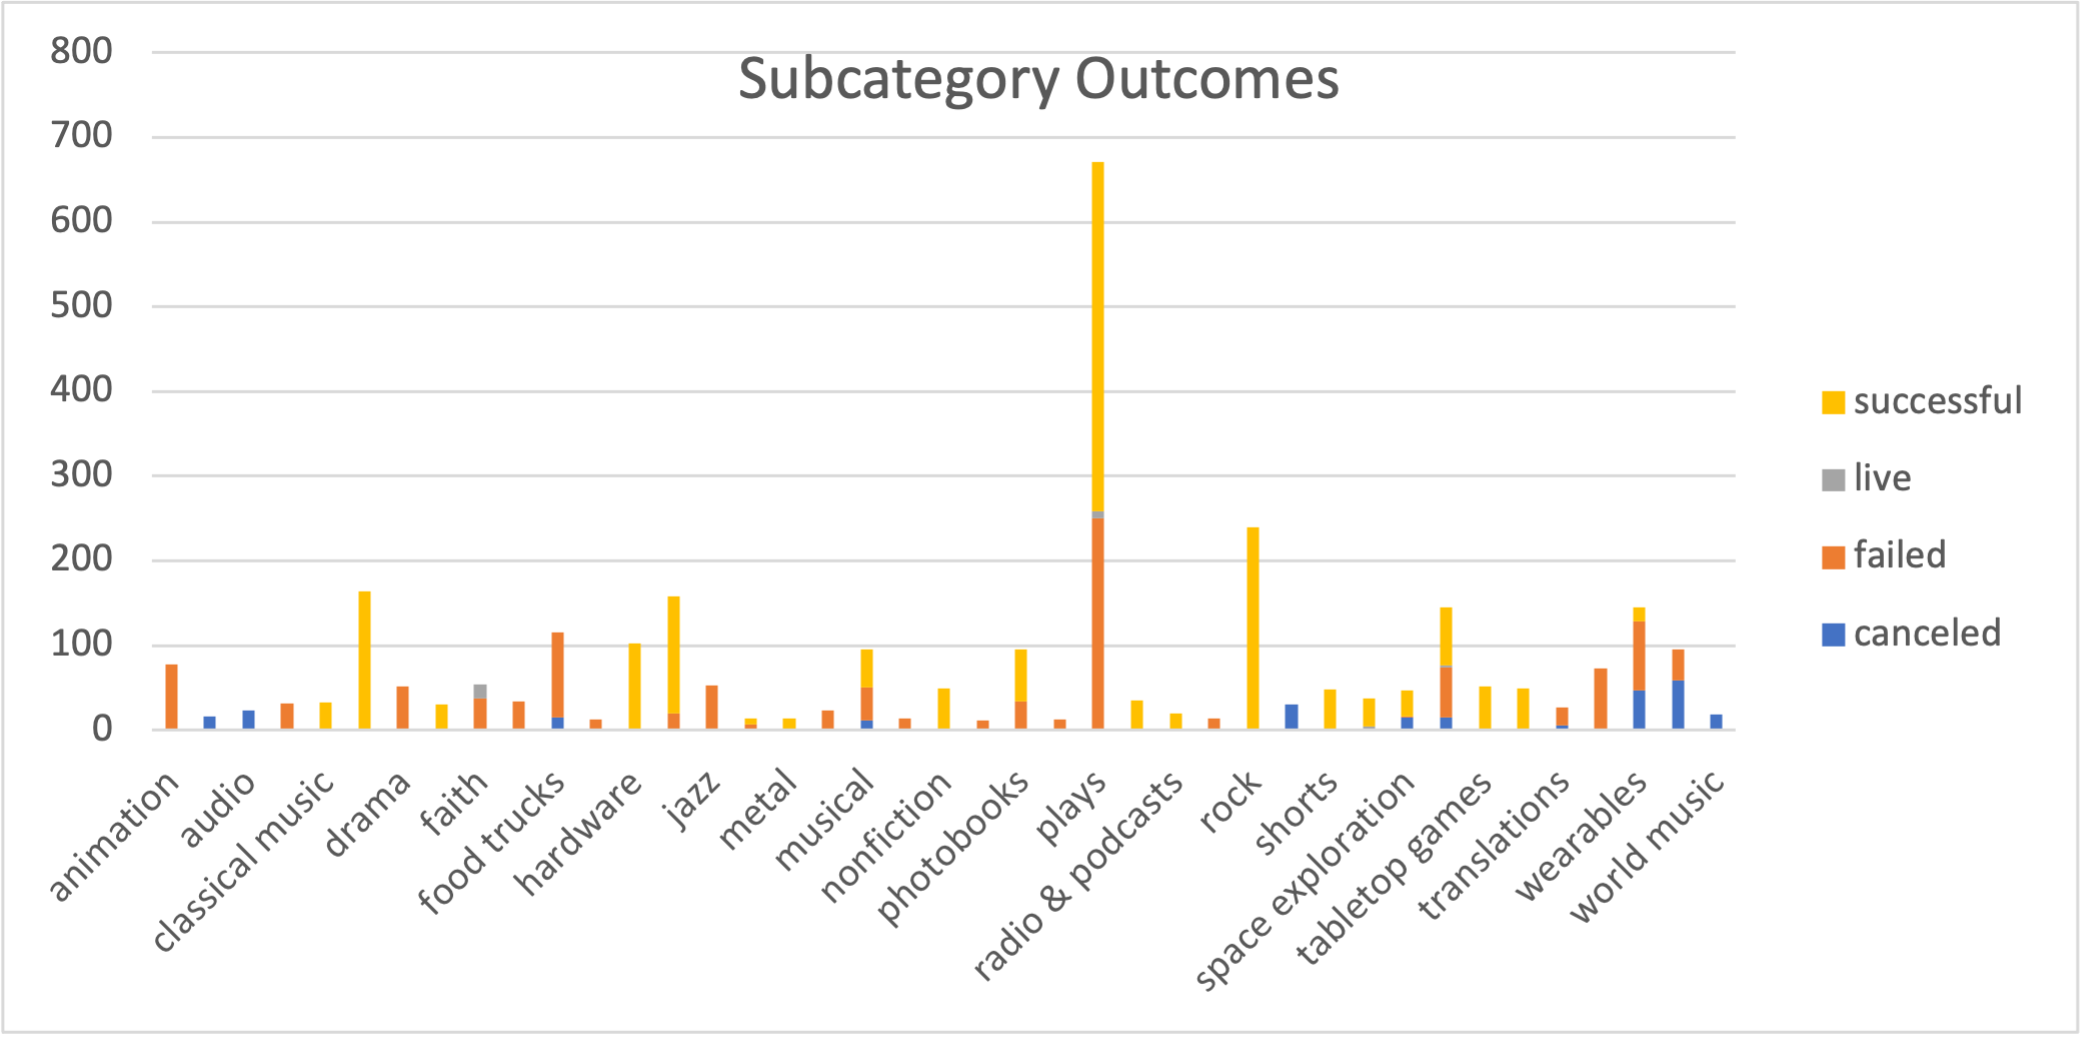 Subcategory Outcomes
800
700
600
500
400
300
200
100
0
animation
audio
classical music
drama
faith
food trucks
hardware
jazz
metal
musical
nonfiction
photobooks
plays
radio & podcasts
rock
shorts
space exploration
tabletop games
translations
wearables
world music
successful
live
failed
canceled